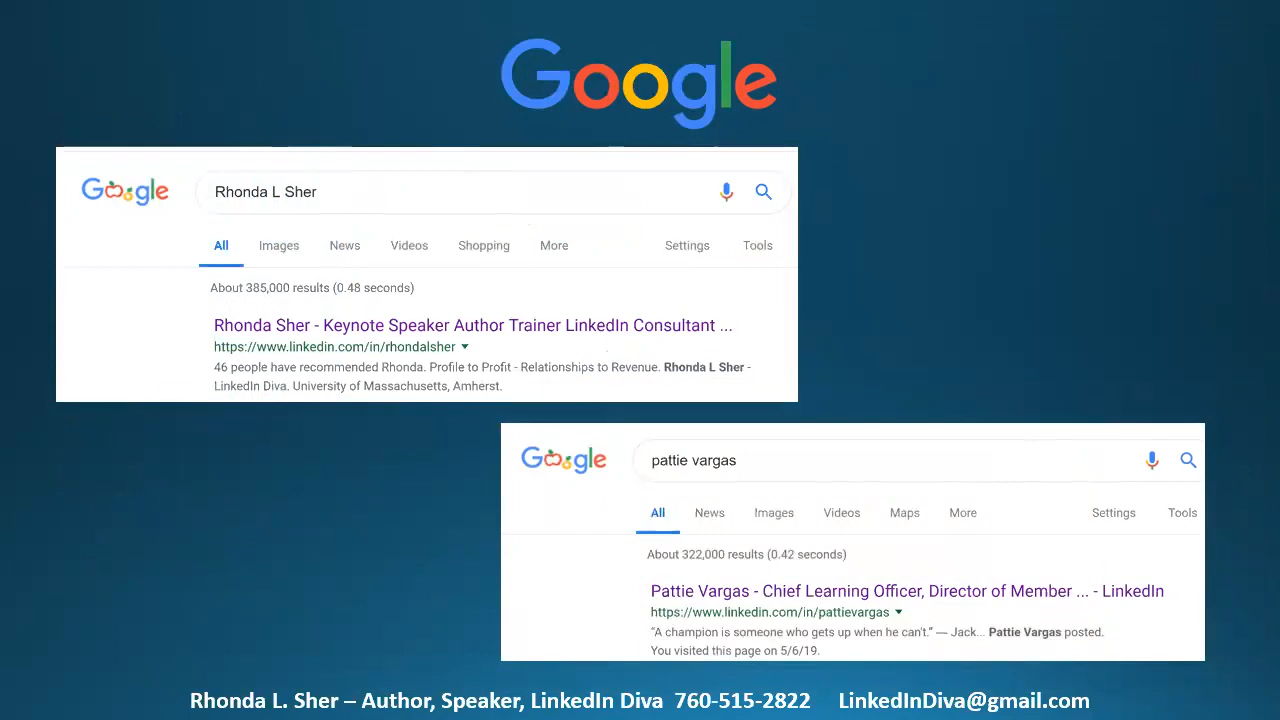 Google
Google
Rhonda L Sher
All Images News Videos Shopping More Settings Tools
About 385,000 results (0.48 seconds)
Rhonda Sher - Keynote Speaker Author Trainer LinkedIn Consultant ...
https://www.linkedin.com/in/rhondalsher
46 people have recommended Rhonda. Profile to Profit - Relationships to Revenue. Rhonda L Sher -
LinkedIn Diva. University of Massachusetts, Amherst.
Google
pattie vargas
All News Images Videos Maps More Settings Tools
About 322,000 results (0.42 seconds)
Pattie Vargas - Chief Learning Officer, Director of Member ... - LinkedIn
https://www.linkedin.com/in/pattievargas
“A champion is someone who gets up when he can't.” — Jack... Pattie Vargas posted.
You visited this page on 5/6/19.
Rhonda L. Sher – Author, Speaker, LinkedIn Diva 760-515-2822 LinkedInDiva@gmail.com